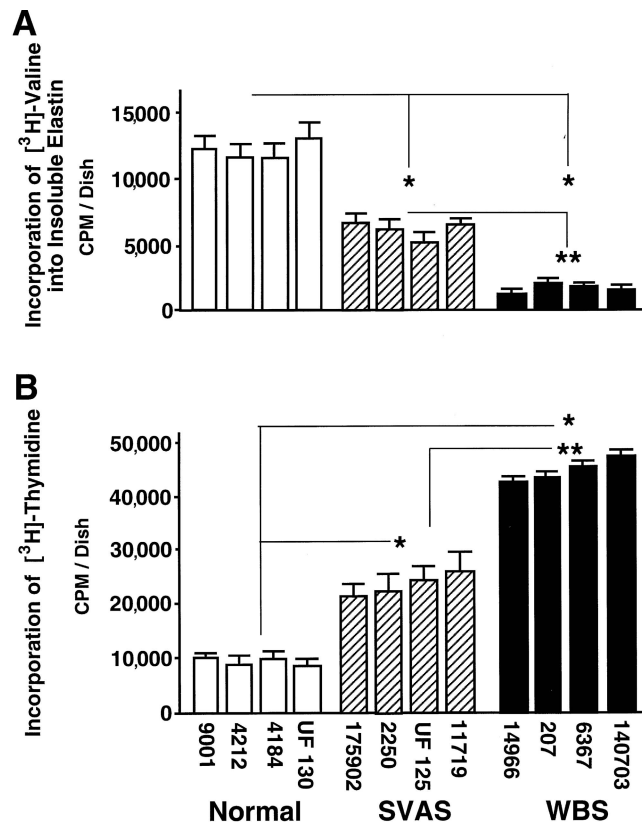 A
Incorporation of [³H]-Valine
into Insoluble Elastin
CPM / Dish
15,000
10,000
5,000
0
*
*
**
B
Incorporation of [³H]-Thymidine
CPM / Dish
50,000
40,000
30,000
20,000
10,000
0
*
**
*
9001
4212
4184
UF 130
175902
2250
UF 125
11719
14966
207
6367
140703
Normal
SVAS
WBS